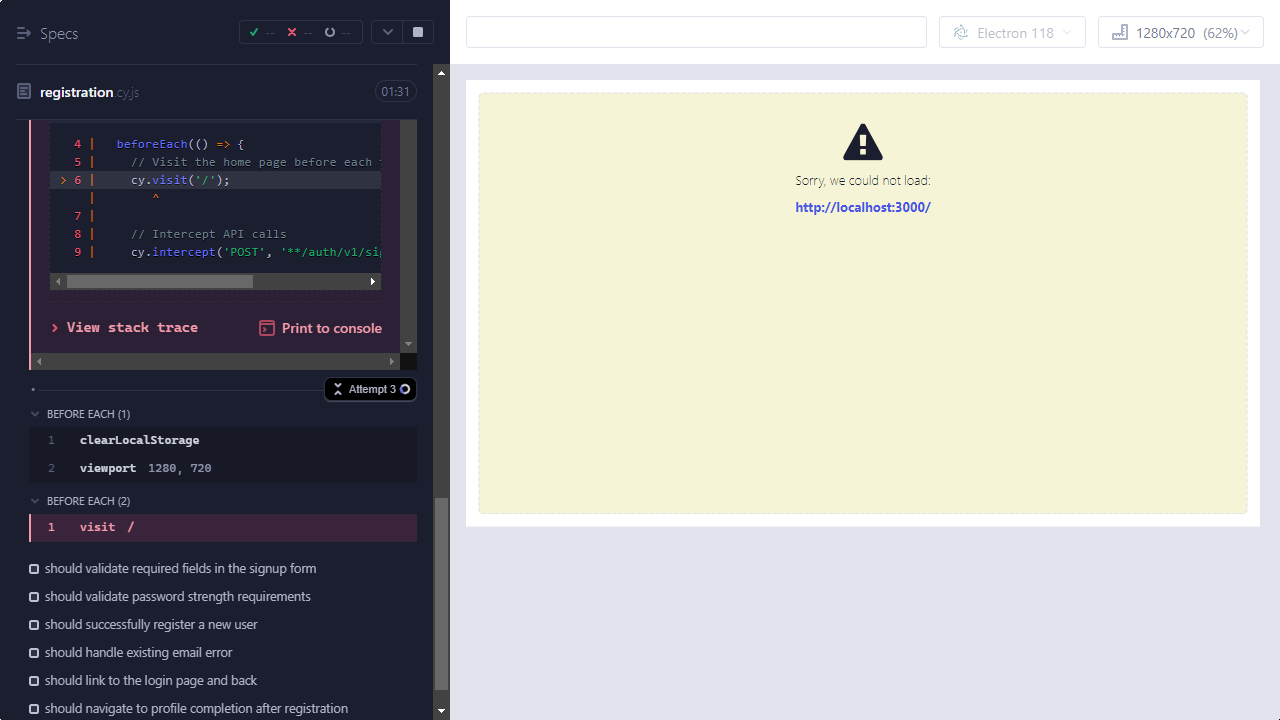 Specs
-- -- --
Electron 118
1280x720 (62%)
registration.cy.js
01:31
4 | beforeEach(() => {
5 | // Visit the home page before each
> 6 | cy.visit('/');
| ^
7 |
8 | // Intercept API calls
9 | cy.intercept('POST', '**/auth/v1/si
View stack trace
Print to console
Attempt 3
BEFORE EACH (1)
1 clearLocalStorage
2 viewport 1280, 720
BEFORE EACH (2)
1 visit /
should validate required fields in the signup form
should validate password strength requirements
should successfully register a new user
should handle existing email error
should link to the login page and back
should navigate to profile completion after registration
Sorry, we could not load:
http://localhost:3000/